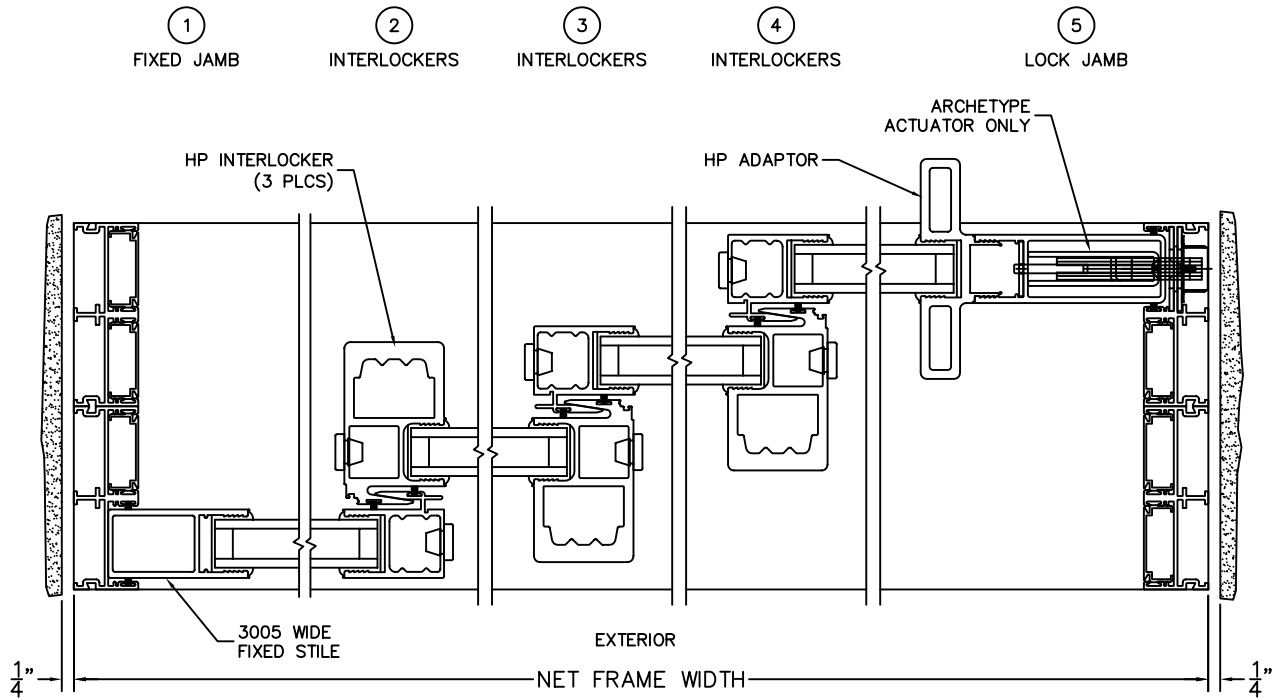 1
2
3
4
5
FIXED JAMB
INTERLOCKERS
INTERLOCKERS
INTERLOCKERS
LOCK JAMB
ARCHETYPE
ACTUATOR ONLY
HP INTERLOCKER
(3 PLCS)
HP ADAPTOR
3005 WIDE
FIXED STILE
EXTERIOR
1/4"
NET FRAME WIDTH
1/4"